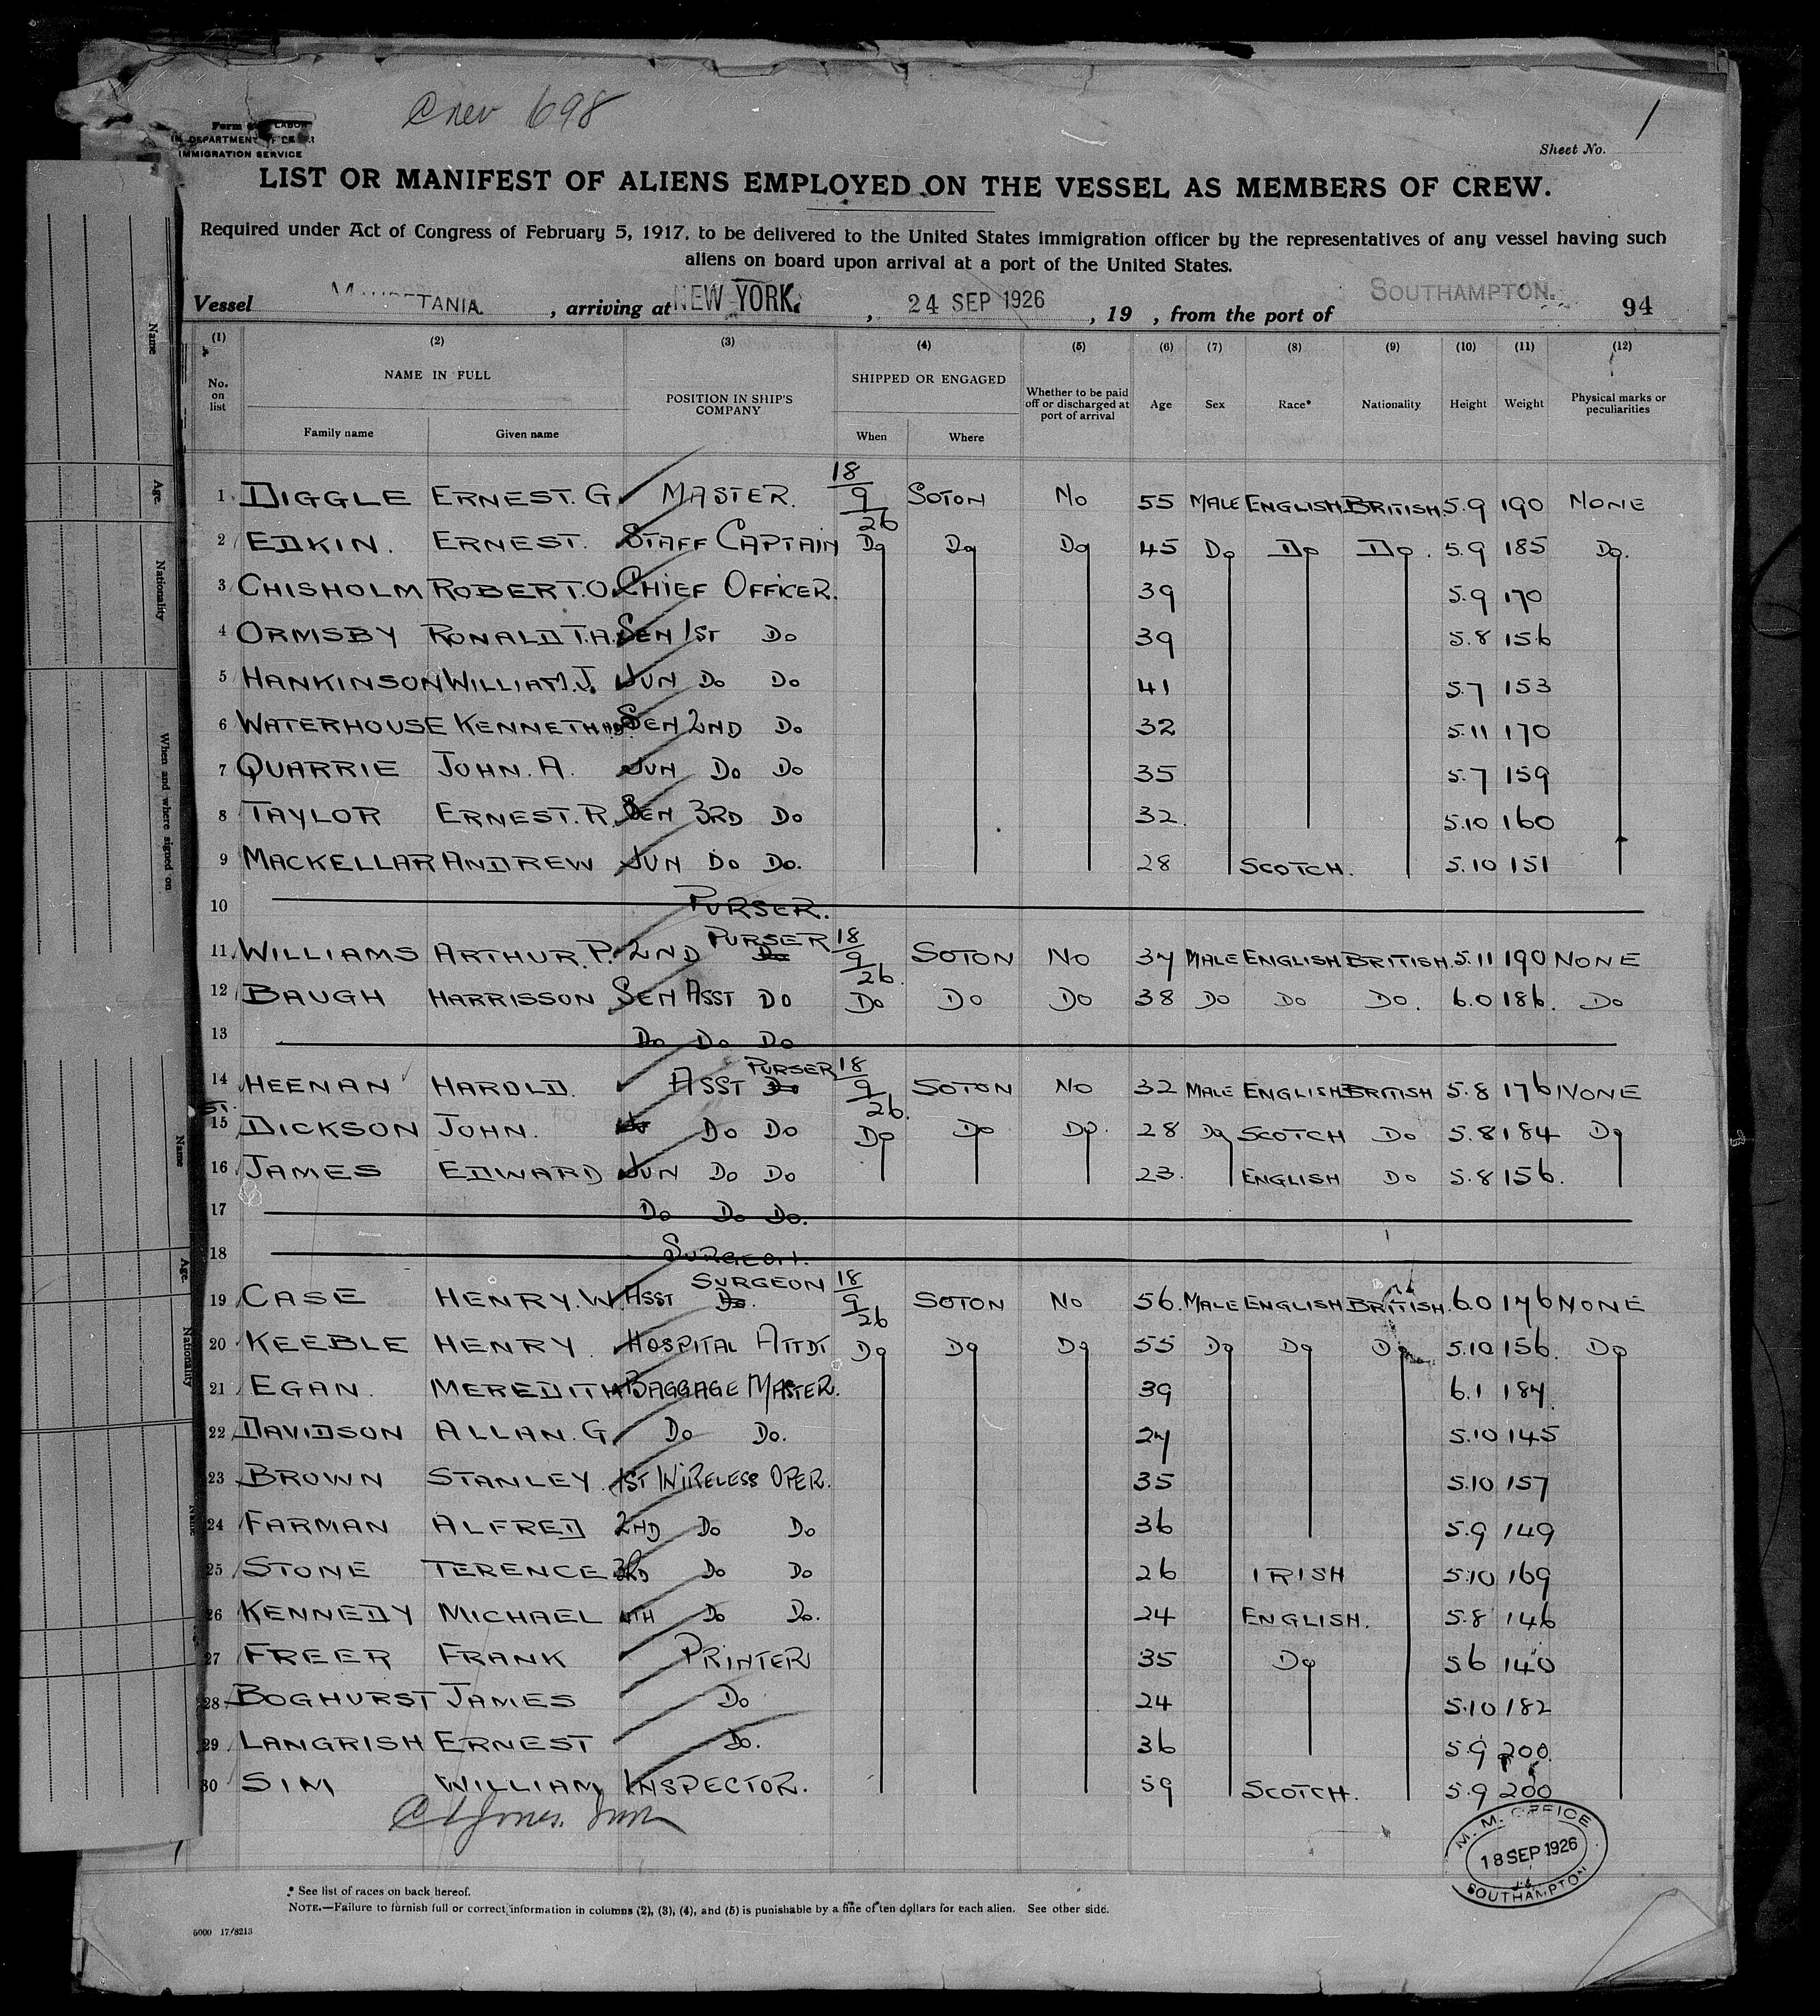 Crew 698
1
Form
LABOR
DEPARTMENT OF LABOR
IMMIGRATION SERVICE
Sheet No.
LIST OR MANIFEST OF ALIENS EMPLOYED ON THE VESSEL AS MEMBERS OF CREW.
Required under Act of Congress of February 5, 1917, to be delivered to the United States immigration officer by the representatives of any vessel having such
aliens on board upon arrival at a port of the United States.
Vessel MAURETANIA. , arriving at NEW YORK. , 24 SEP 1926 , 19 , from the port of SOUTHAMPTON. 94
(1) (2) (3) (4) (5) (6) (7) (8) (9) (10) (11) (12)
No. on list NAME IN FULL Family name Given name POSITION IN SHIP'S COMPANY SHIPPED OR ENGAGED When Where Whether to be paid off or discharged at port of arrival Age Sex Race* Nationality Height Weight Physical marks or peculiarities
1 DIGGLE ERNEST. G. MASTER. 18/9/26 SOTON NO 55 MALE ENGLISH BRITISH. 5.9 190 NONE
2 EDKIN. ERNEST. STAFF CAPTAIN Do Do Do 45 Do Do Do. 5.9 185 Do.
3 CHISHOLM ROBERT.O. CHIEF OFFICER. 39 5.9 170
4 ORMSBY RONALD T.A. SEN 1ST Do 39 5.8 156
5 HANKINSON WILLIAM.J. JUN Do Do 41 5.7 153
6 WATERHOUSE KENNETH SEN 2ND Do 32 5.11 170
7 QUARRIE JOHN. A. JUN Do Do 35 5.7 159
8 TAYLOR ERNEST. R. SEN 3RD Do 32. 5.10 160
9 MACKELLAR ANDREW JUN Do Do. 28 SCOTCH. 5.10 151
10 PURSER.
11 WILLIAMS ARTHUR. P. 2ND Do PURSER 18/9/26. SOTON NO 37 MALE ENGLISH BRITISH. 5.11 190 NONE
12 BAUGH HARRISSON SEN ASST Do Do Do Do 38 Do Do Do. 6.0 186. Do
13 Do Do Do
14 HEENAN HAROLD. ASST Do PURSER 18/9/26. SOTON NO 32 MALE ENGLISH BRITISH 5.8 176 NONE
15 DICKSON JOHN. Do Do Do Do Do. 28 Do SCOTCH Do 5.8 184 Do
16 JAMES EDWARD JUN Do Do 23. ENGLISH Do 5.8 156.
17 Do Do Do.
18 SURGEON.
19 CASE HENRY. W. ASST Do. SURGEON 18/9/26 SOTON NO 56. MALE ENGLISH BRITISH. 6.0 176 NONE
20 KEEBLE HENRY. HOSPITAL ATTDT Do Do Do 55 Do Do Do 5.10 156. Do
21 EGAN. MEREDITH BAGGAGE MASTER. 39 6.1 184.
22 DAVIDSON ALLAN. G. Do Do. 27 5.10 145
23 BROWN STANLEY. 1ST WIRELESS OPER. 35 5.10 157
24 FARMAN ALFRED 2ND Do Do 36 5.9 149
25 STONE TERENCE 3RD Do Do 26 IRISH 5.10 169
26 KENNEDY MICHAEL 4TH Do Do. 24 ENGLISH. 5.8 146
27 FREER FRANK PRINTER 35 Do 5.6 140
28 BOGHURST JAMES Do 24 5.10 182
29 LANGRISH ERNEST Do. 36 5.9 200.
30 SIM WILLIAM INSPECTOR. 59 SCOTCH. 5.9 200
M. M. OFFICE
18 SEP 1926
SOUTHAMPTON
* See list of races on back hereof.
NOTE.—Failure to furnish full or correct information in columns (2), (3), (4), and (5) is punishable by a fine of ten dollars for each alien. See other side.
6000 17/8213
Name
Age.
Nationality
When and where signed on
Name
Age.
Nationality
Name